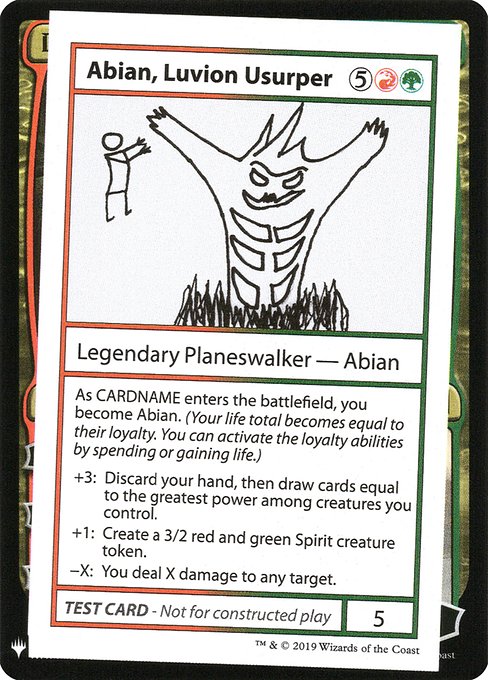 Abian, Luvion Usurper 5
Legendary Planeswalker — Abian
As CARDNAME enters the battlefield, you
become Abian. (Your life total becomes equal to
their loyalty. You can activate the loyalty abilities
by spending or gaining life.)
+3: Discard your hand, then draw cards equal
to the greatest power among creatures you
control.
+1: Create a 3/2 red and green Spirit creature
token.
−X: You deal X damage to any target.
TEST CARD - Not for constructed play 5
™ & © 2019 Wizards of the Coast